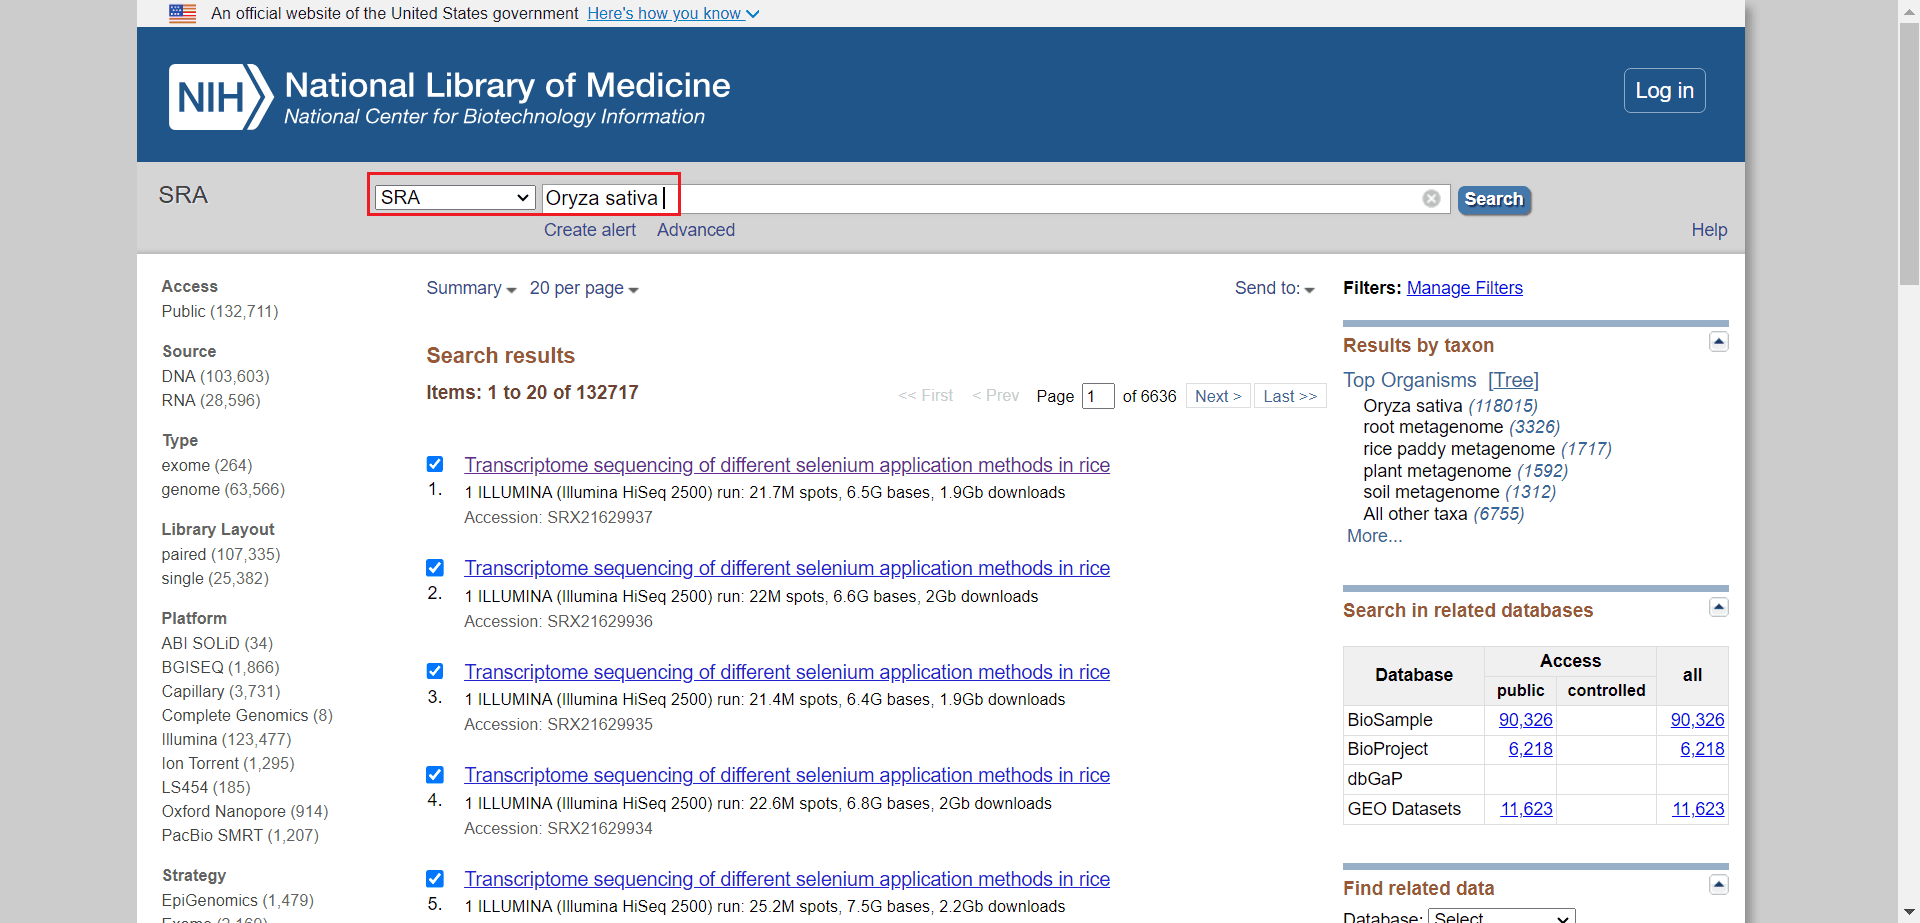 An official website of the United States government Here's how you know
NIH National Library of Medicine
National Center for Biotechnology Information
Log in
SRA
SRA Oryza sativa Search
Create alert Advanced
Help
Access
Public (132,711)
Source
DNA (103,603)
RNA (28,596)
Type
exome (264)
genome (63,566)
Library Layout
paired (107,335)
single (25,382)
Platform
ABI SOLiD (34)
BGISEQ (1,866)
Capillary (3,731)
Complete Genomics (8)
Illumina (123,477)
Ion Torrent (1,295)
LS454 (185)
Oxford Nanopore (914)
PacBio SMRT (1,207)
Strategy
EpiGenomics (1,479)
Summary 20 per page Send to:
Search results
Items: 1 to 20 of 132717
<< First < Prev Page 1 of 6636 Next > Last >>
Transcriptome sequencing of different selenium application methods in rice
1. 1 ILLUMINA (Illumina HiSeq 2500) run: 21.7M spots, 6.5G bases, 1.9Gb downloads
Accession: SRX21629937
Transcriptome sequencing of different selenium application methods in rice
2. 1 ILLUMINA (Illumina HiSeq 2500) run: 22M spots, 6.6G bases, 2Gb downloads
Accession: SRX21629936
Transcriptome sequencing of different selenium application methods in rice
3. 1 ILLUMINA (Illumina HiSeq 2500) run: 21.4M spots, 6.4G bases, 1.9Gb downloads
Accession: SRX21629935
Transcriptome sequencing of different selenium application methods in rice
4. 1 ILLUMINA (Illumina HiSeq 2500) run: 22.6M spots, 6.8G bases, 2Gb downloads
Accession: SRX21629934
Transcriptome sequencing of different selenium application methods in rice
5. 1 ILLUMINA (Illumina HiSeq 2500) run: 25.2M spots, 7.5G bases, 2.2Gb downloads
Filters: Manage Filters
Results by taxon
Top Organisms [Tree]
Oryza sativa (118015)
root metagenome (3326)
rice paddy metagenome (1717)
plant metagenome (1592)
soil metagenome (1312)
All other taxa (6755)
More...
Search in related databases
Database Access all
public controlled
BioSample 90,326 90,326
BioProject 6,218 6,218
dbGaP
GEO Datasets 11,623 11,623
Find related data
Database: Select